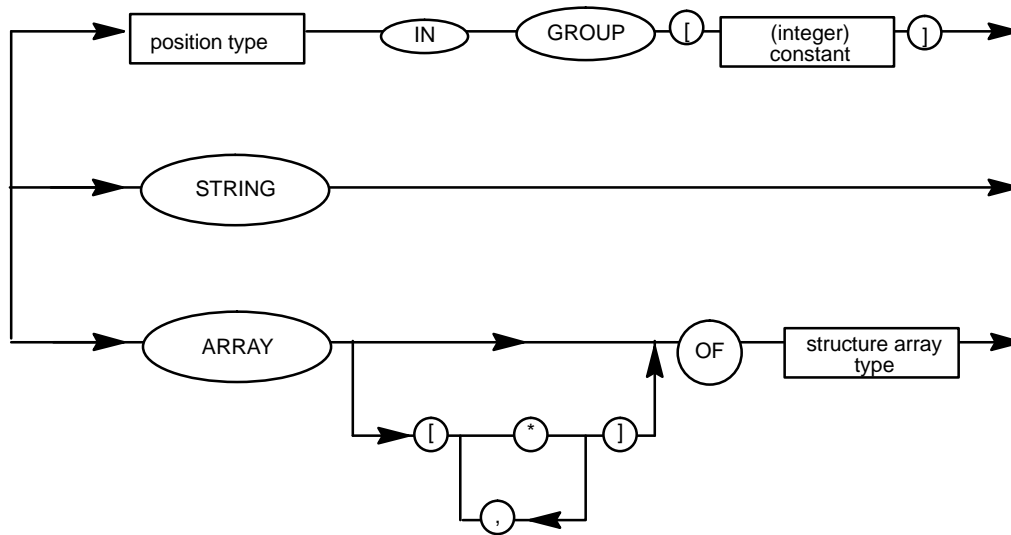 position type IN GROUP [ (integer) constant ]
STRING
ARRAY OF structure array type
[ * ]
,